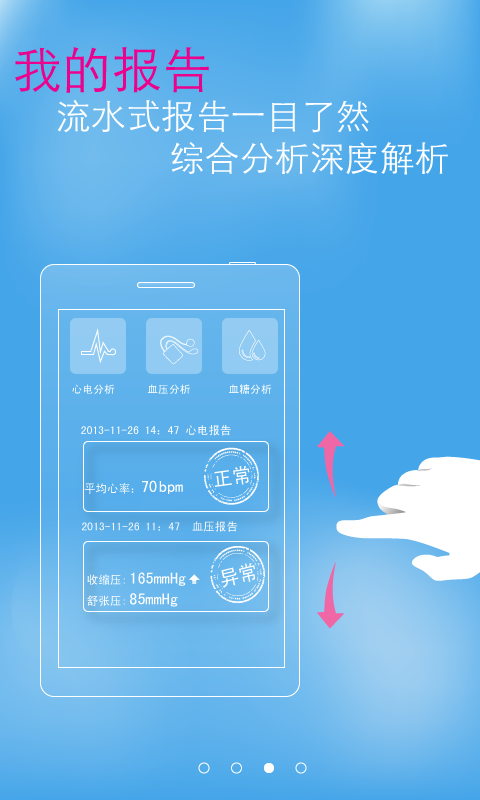 我的报告
流水式报告一目了然
综合分析深度解析
心电分析 血压分析 血糖分析
2013-11-26 14：47 心电报告
平均心率：70bpm 正常
2013-11-26 11：47 血压报告
收缩压：165mmHg 异常
舒张压：85mmHg